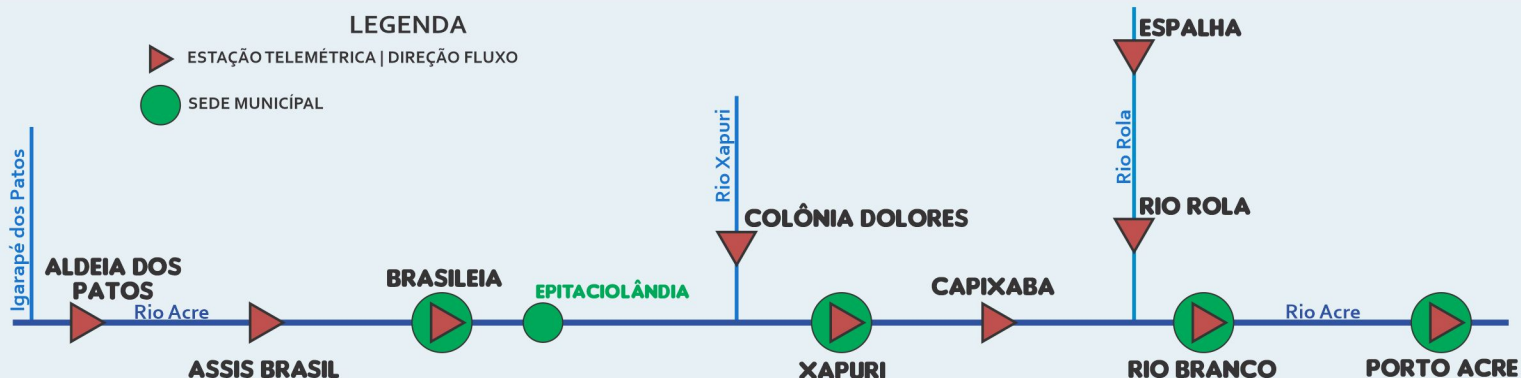 LEGENDA
ESTAÇÃO TELEMÉTRICA | DIREÇÃO FLUXO
SEDE MUNICÍPAL
Igarapé dos Patos
ALDEIA DOS
PATOS
Rio Acre
ASSIS BRASIL
BRASILEIA
EPITACIOLÂNDIA
Rio Xapuri
COLÔNIA DOLORES
XAPURI
CAPIXABA
ESPALHA
Rio Rola
RIO ROLA
RIO BRANCO
Rio Acre
PORTO ACRE